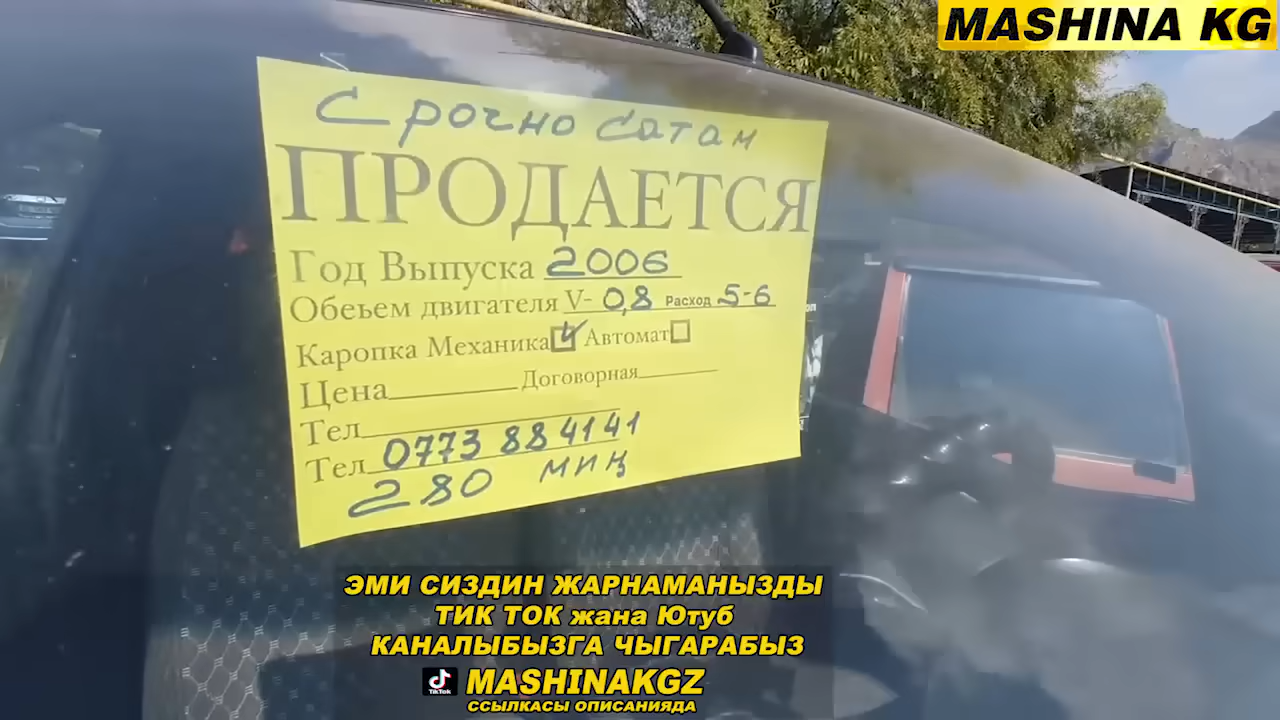 MASHINA KG
Срочно Сатам
ПРОДАЕТСЯ
Год Выпуска 2006
Обеьем двигателя V- 0,8 Расход 5-6
Каропка Механика Автомат
Цена Договорная
Тел
Тел 0773 88 41 41
280 миң
ЭМИ СИЗДИН ЖАРНАМАНЫЗДЫ
ТИК ТОК жана Ютуб
КАНАЛЫБЫЗГА ЧЫГАРАБЫЗ
TikTok MASHINAKGZ
ССЫЛКАСЫ ОПИСАНИЯДА